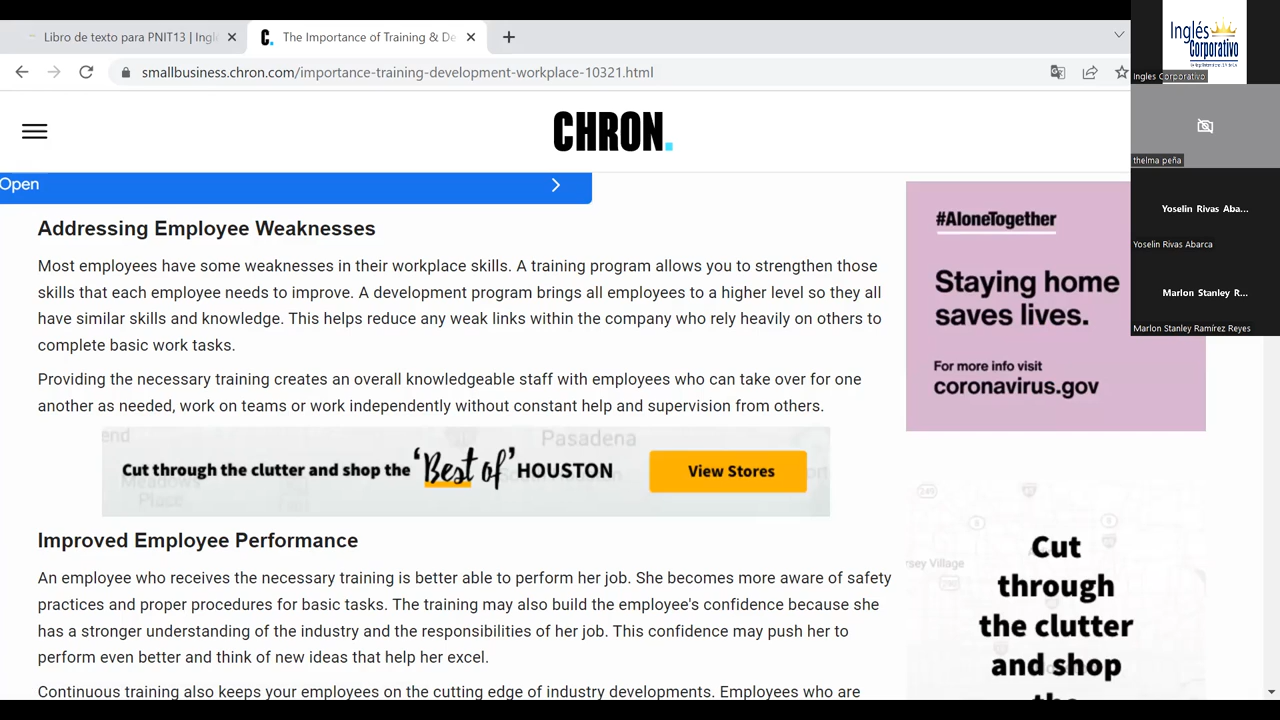 Libro de texto para PNIT13 | Ingl
The Importance of Training & De
smallbusiness.chron.com/importance-training-development-workplace-10321.html
CHRON.
Open
Addressing Employee Weaknesses
Most employees have some weaknesses in their workplace skills. A training program allows you to strengthen those
skills that each employee needs to improve. A development program brings all employees to a higher level so they all
have similar skills and knowledge. This helps reduce any weak links within the company who rely heavily on others to
complete basic work tasks.
Providing the necessary training creates an overall knowledgeable staff with employees who can take over for one
another as needed, work on teams or work independently without constant help and supervision from others.
Pasadena
Cut through the clutter and shop the 'Best of' HOUSTON
View Stores
Meadows
Place
Improved Employee Performance
An employee who receives the necessary training is better able to perform her job. She becomes more aware of safety
practices and proper procedures for basic tasks. The training may also build the employee's confidence because she
has a stronger understanding of the industry and the responsibilities of her job. This confidence may push her to
perform even better and think of new ideas that help her excel.
Continuous training also keeps your employees on the cutting edge of industry developments. Employees who are
#AloneTogether
Staying home
saves lives.
For more info visit
coronavirus.gov
249
6
8
290
rsey Village
Cut
through
the clutter
and shop
the
Inglés
Corporativo
Ingles Corporativo
thelma peña
Yoselin Rivas Aba...
Yoselin Rivas Abarca
Marlon Stanley R...
Marlon Stanley Ramírez Reyes